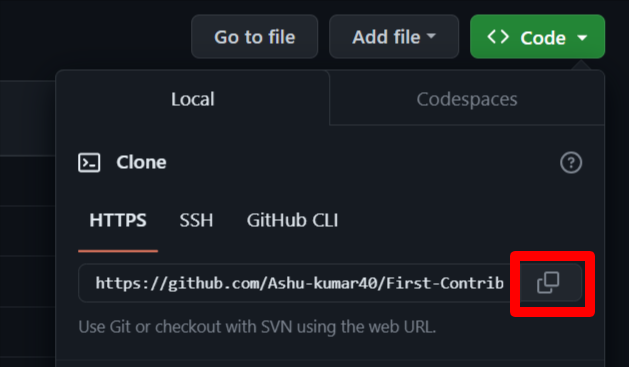 Go to file Add file <> Code
Local Codespaces
Clone
HTTPS SSH GitHub CLI
https://github.com/Ashu-kumar40/First-Contrib
Use Git or checkout with SVN using the web URL.